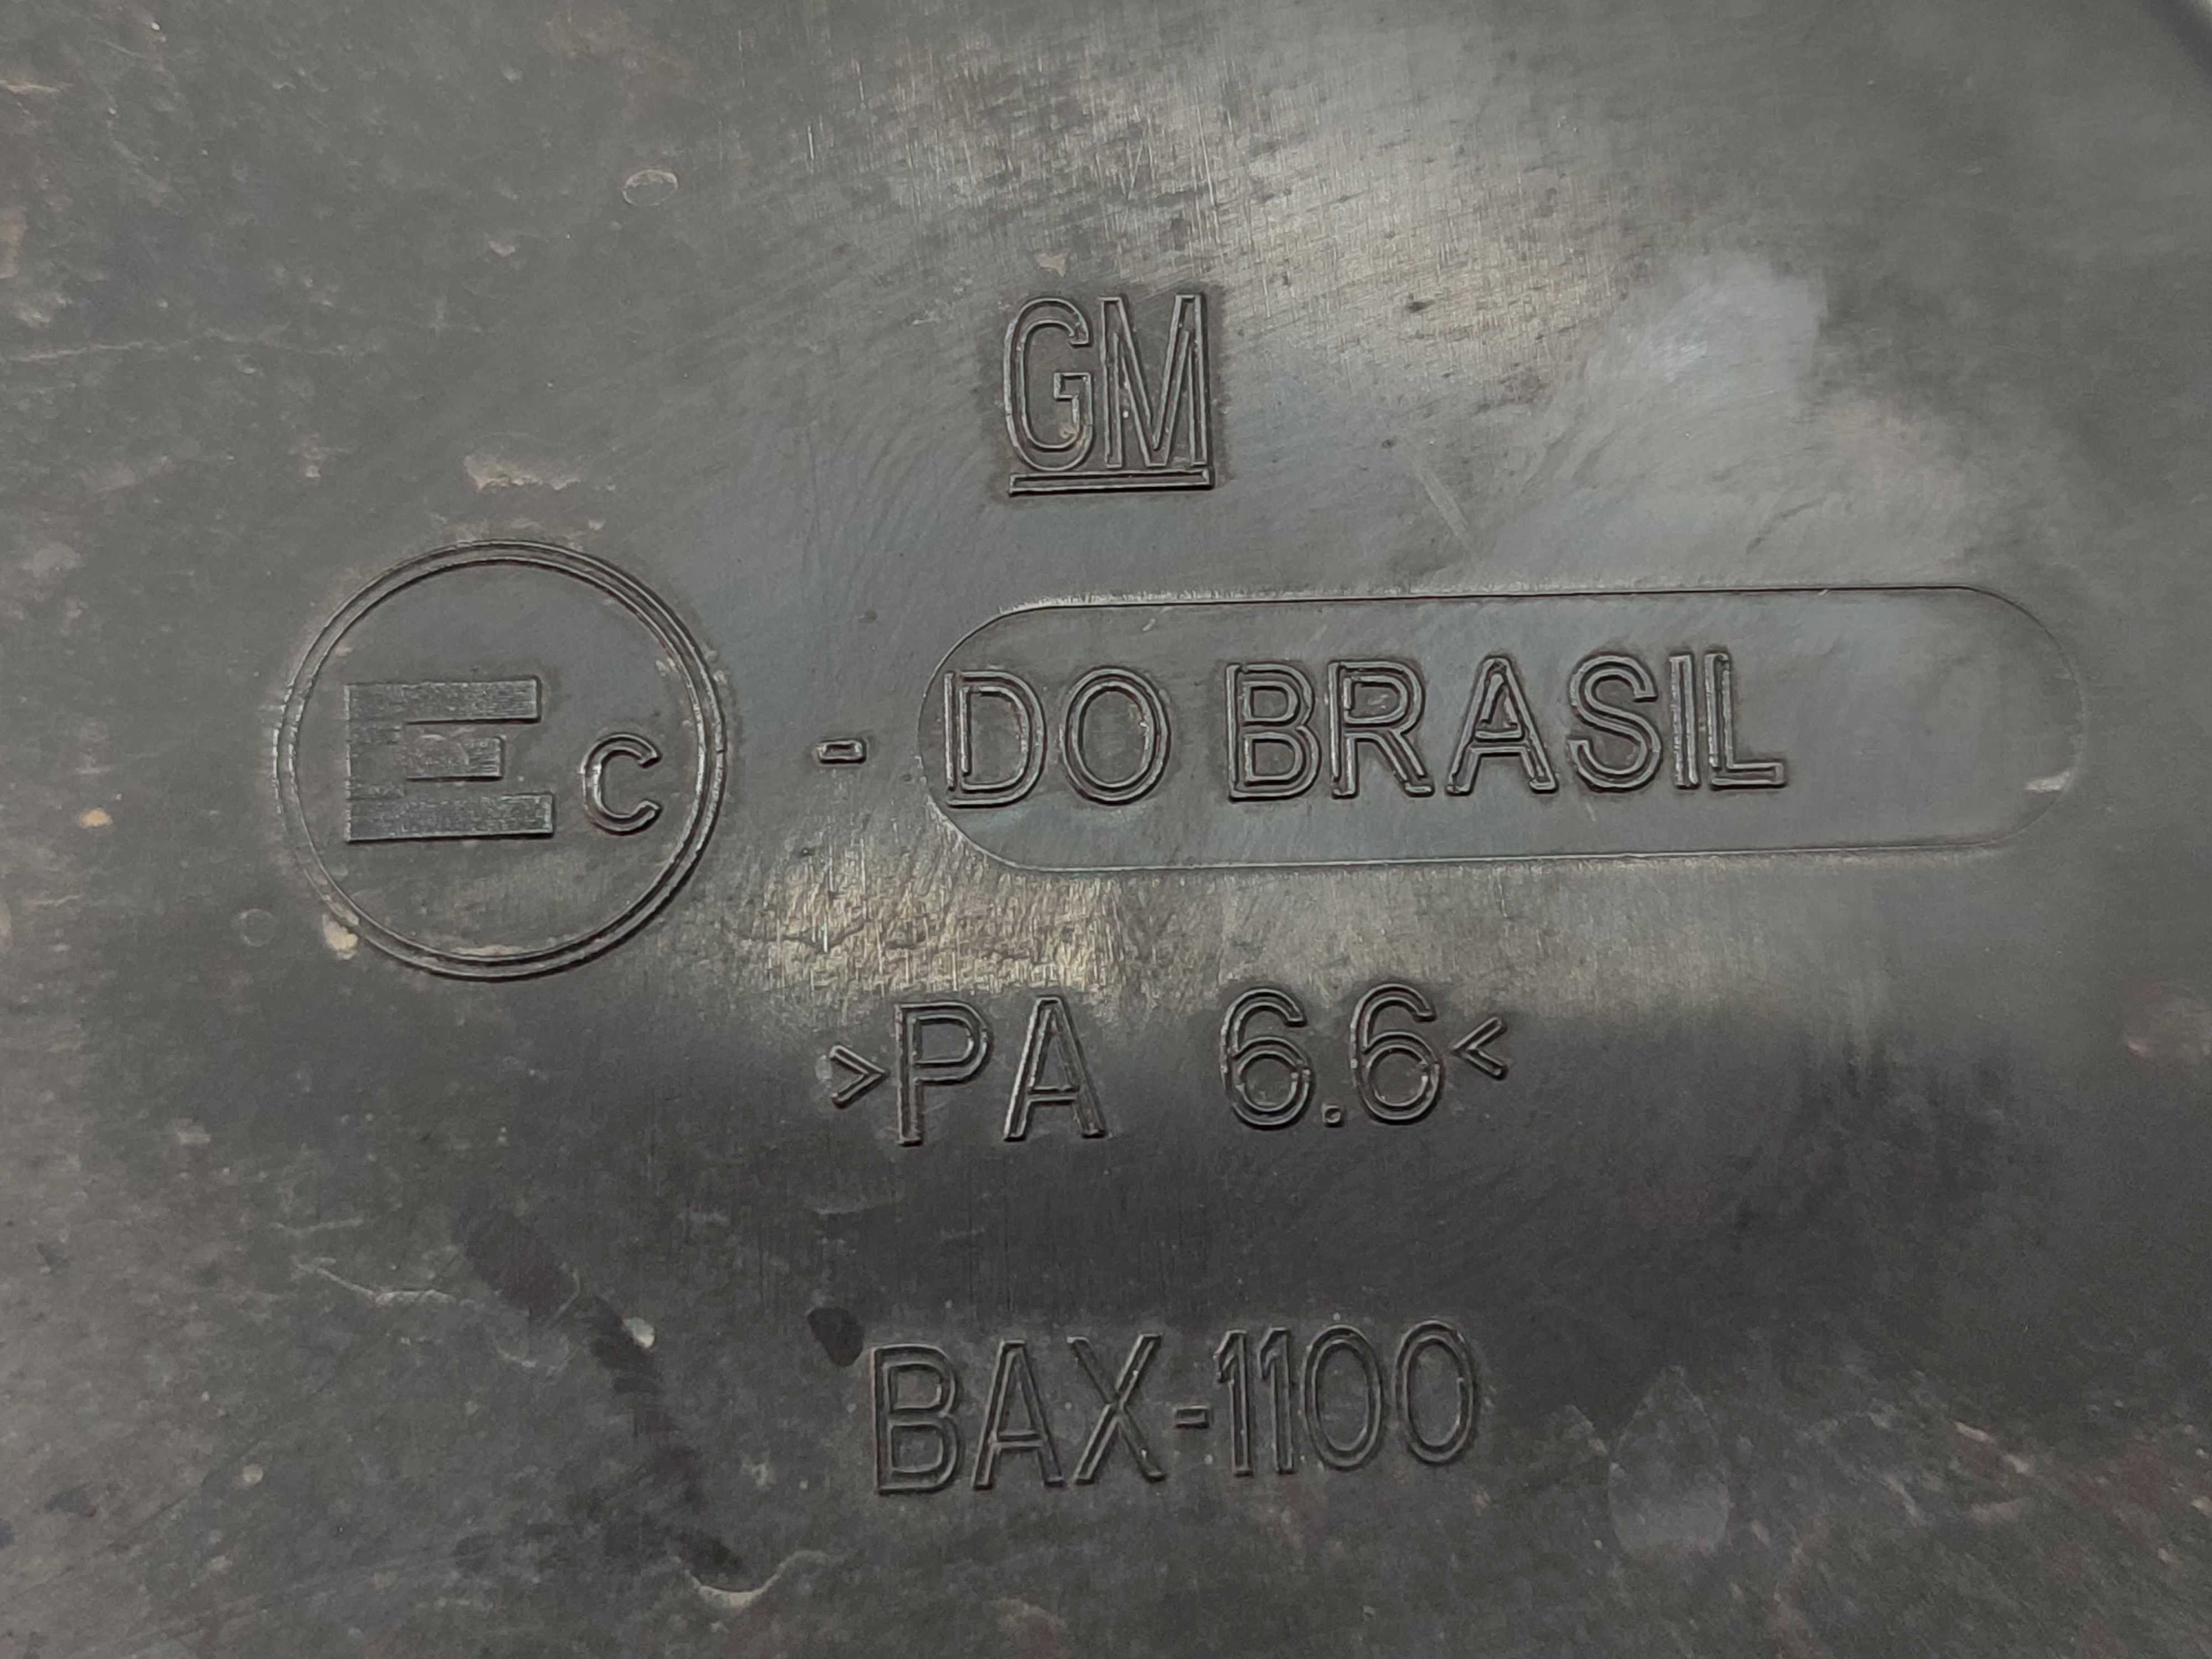 GM
Ec - DO BRASIL
>PA 6.6<
BAX-1100